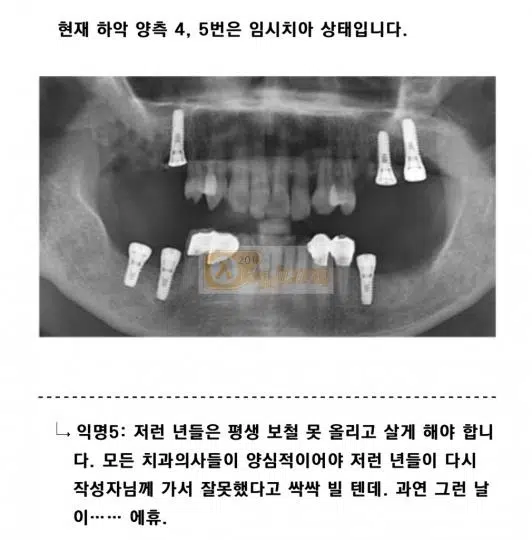 현재 하악 양측 4, 5번은 임시치아 상태입니다.
↳ 익명5: 저런 년들은 평생 보철 못 올리고 살게 해야 합니
다. 모든 치과의사들이 양심적이어야 저런 년들이 다시
작성자님께 가서 잘못했다고 싹싹 빌 텐데. 과연 그런 날
이…… 에휴.